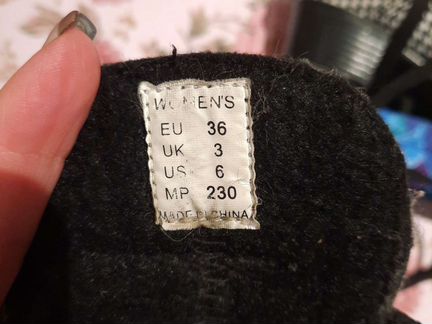 WOMEN'S
EU 36
UK 3
US 6
MP 230
MADE IN CHINA